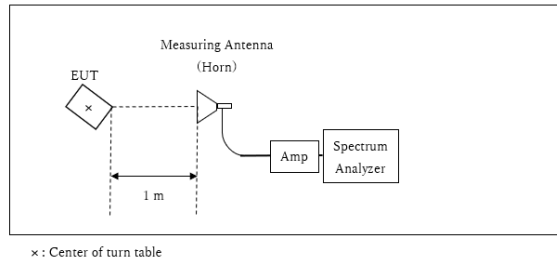 Measuring Antenna
(Horn)
EUT
×
Amp
Spectrum
Analyzer
1 m
× : Center of turn table